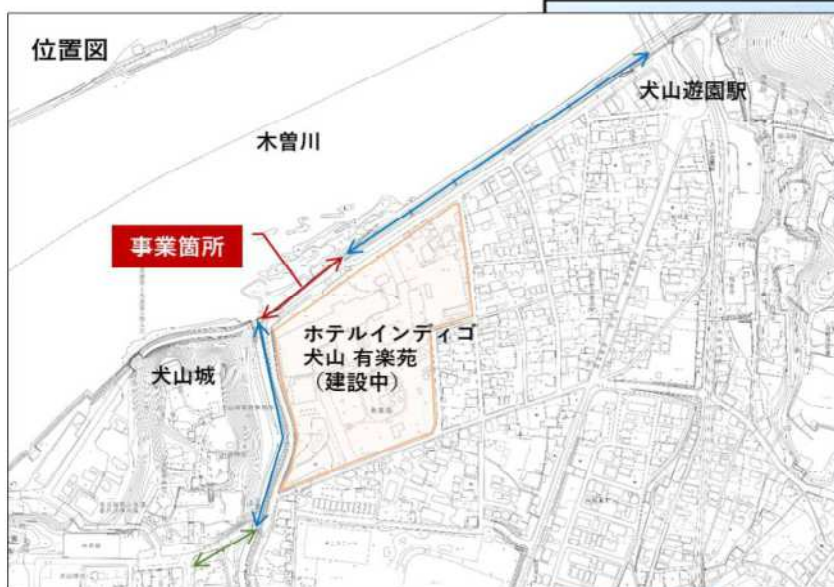 位置図
犬山遊園駅
木曽川
事業箇所
ホテルインディゴ
犬山 有楽苑
（建設中）
犬山城